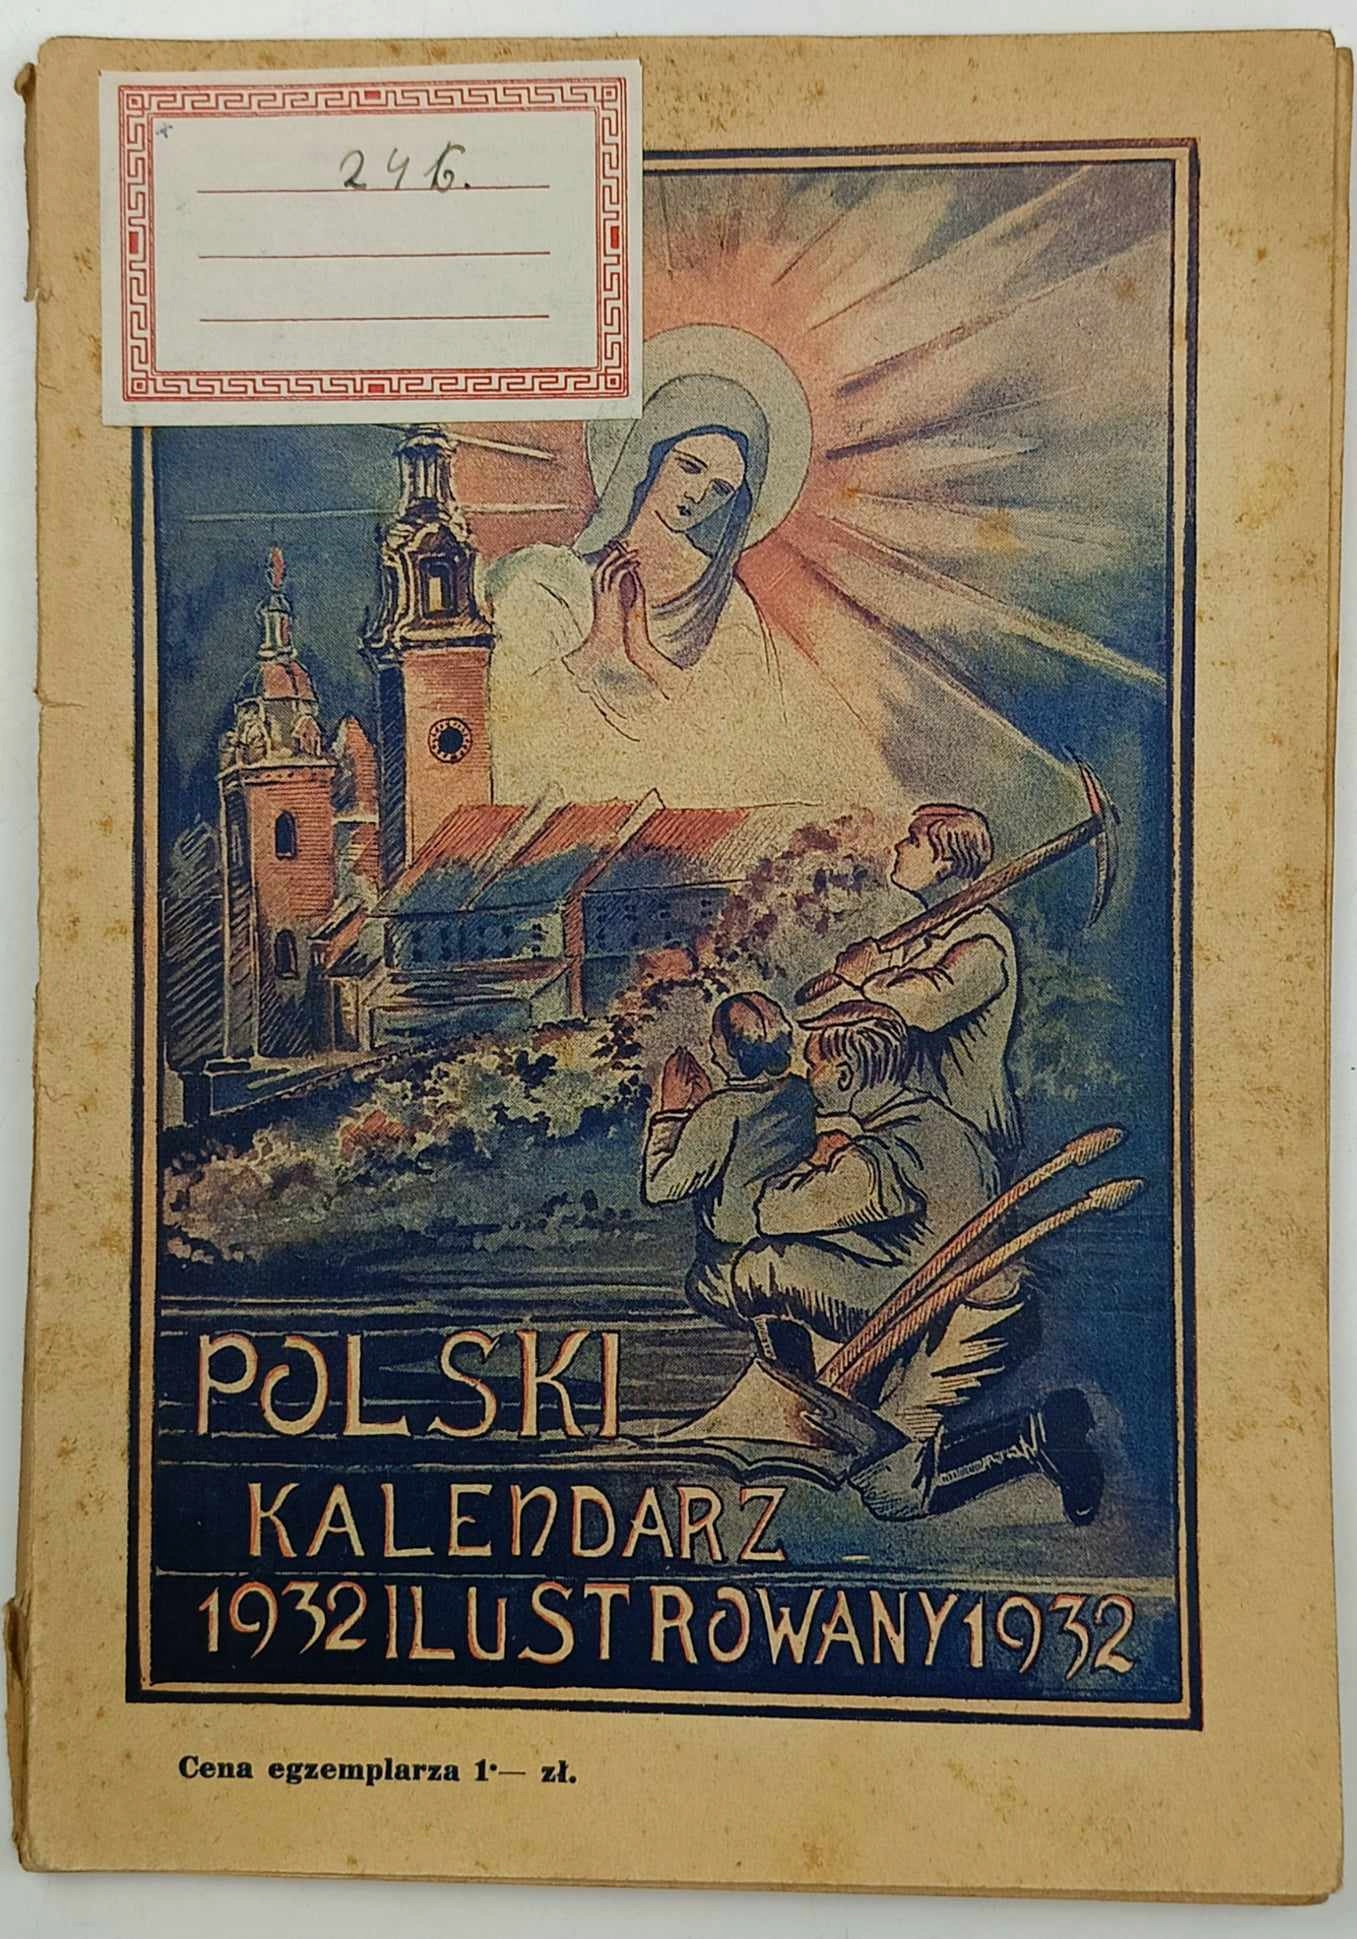 246.
POLSKI
KALENDARZ
1932 ILUSTROWANY 1932
Cena egzemplarza 1·— zł.